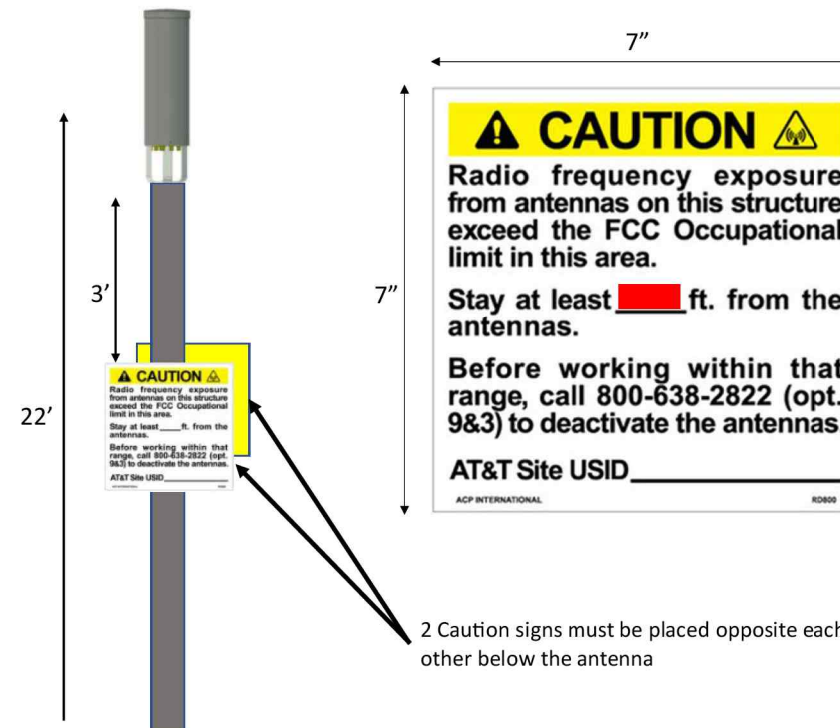 7”
CAUTION
Radio frequency exposure
from antennas on this structure
exceed the FCC Occupational
limit in this area.
Stay at least ft. from the
antennas.
Before working within that
range, call 800-638-2822 (opt.
9&3) to deactivate the antennas
AT&T Site USID
ACP INTERNATIONAL RD800
7”
3’
22’
CAUTION
Radio frequency exposure
from antennas on this structure
exceed the FCC Occupational
limit in this area.
Stay at least ____ ft. from the
antennas.
Before working within that
range, call 800-638-2822 (opt.
9&3) to deactivate the antennas.
AT&T Site USID
2 Caution signs must be placed opposite each
other below the antenna